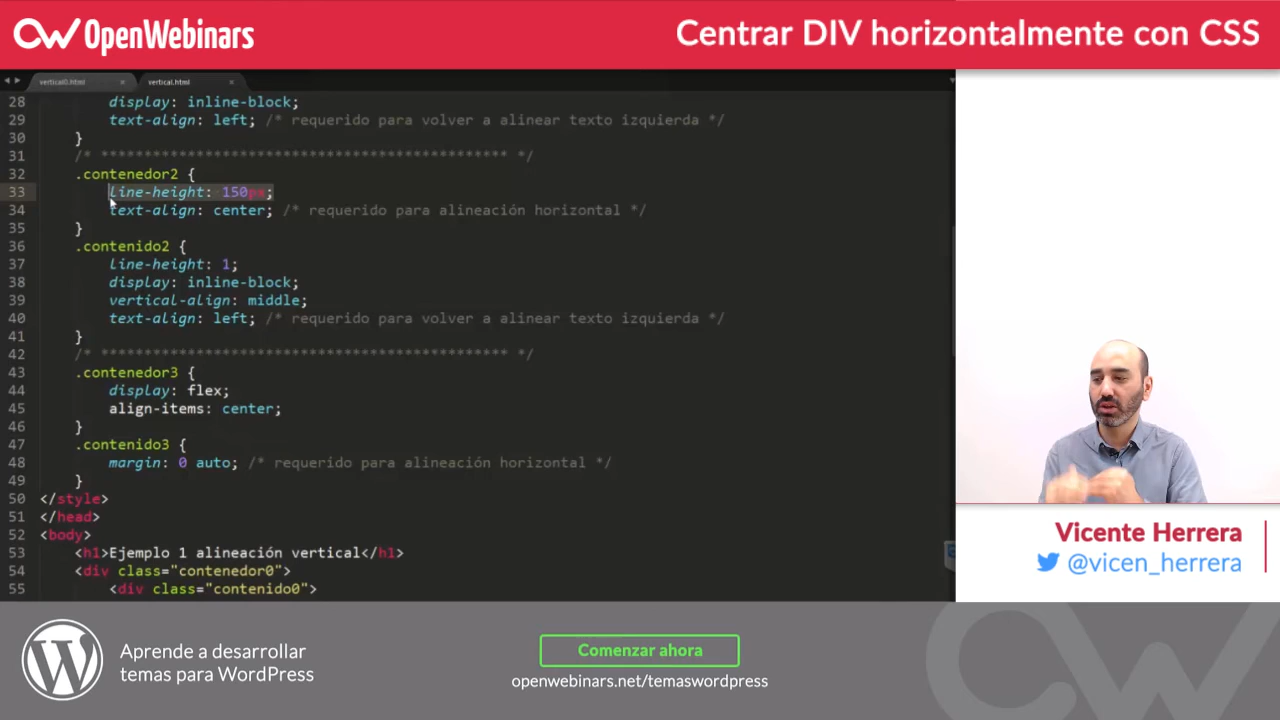 OpenWebinars
Centrar DIV horizontalmente con CSS
vertical0.html
vertical.html
28 display: inline-block;
29 text-align: left; /* requerido para volver a alinear texto izquierda */
30 }
31 /* *********************************************** */
32 .contenedor2 {
33 line-height: 150px;
34 text-align: center; /* requerido para alineación horizontal */
35 }
36 .contenido2 {
37 line-height: 1;
38 display: inline-block;
39 vertical-align: middle;
40 text-align: left; /* requerido para volver a alinear texto izquierda */
41 }
42 /* *********************************************** */
43 .contenedor3 {
44 display: flex;
45 align-items: center;
46 }
47 .contenido3 {
48 margin: 0 auto; /* requerido para alineación horizontal */
49 }
50 </style>
51 </head>
52 <body>
53 <h1>Ejemplo 1 alineación vertical</h1>
54 <div class="contenedor0">
55 <div class="contenido0">
Vicente Herrera
@vicen_herrera
Aprende a desarrollar
temas para WordPress
Comenzar ahora
openwebinars.net/temaswordpress